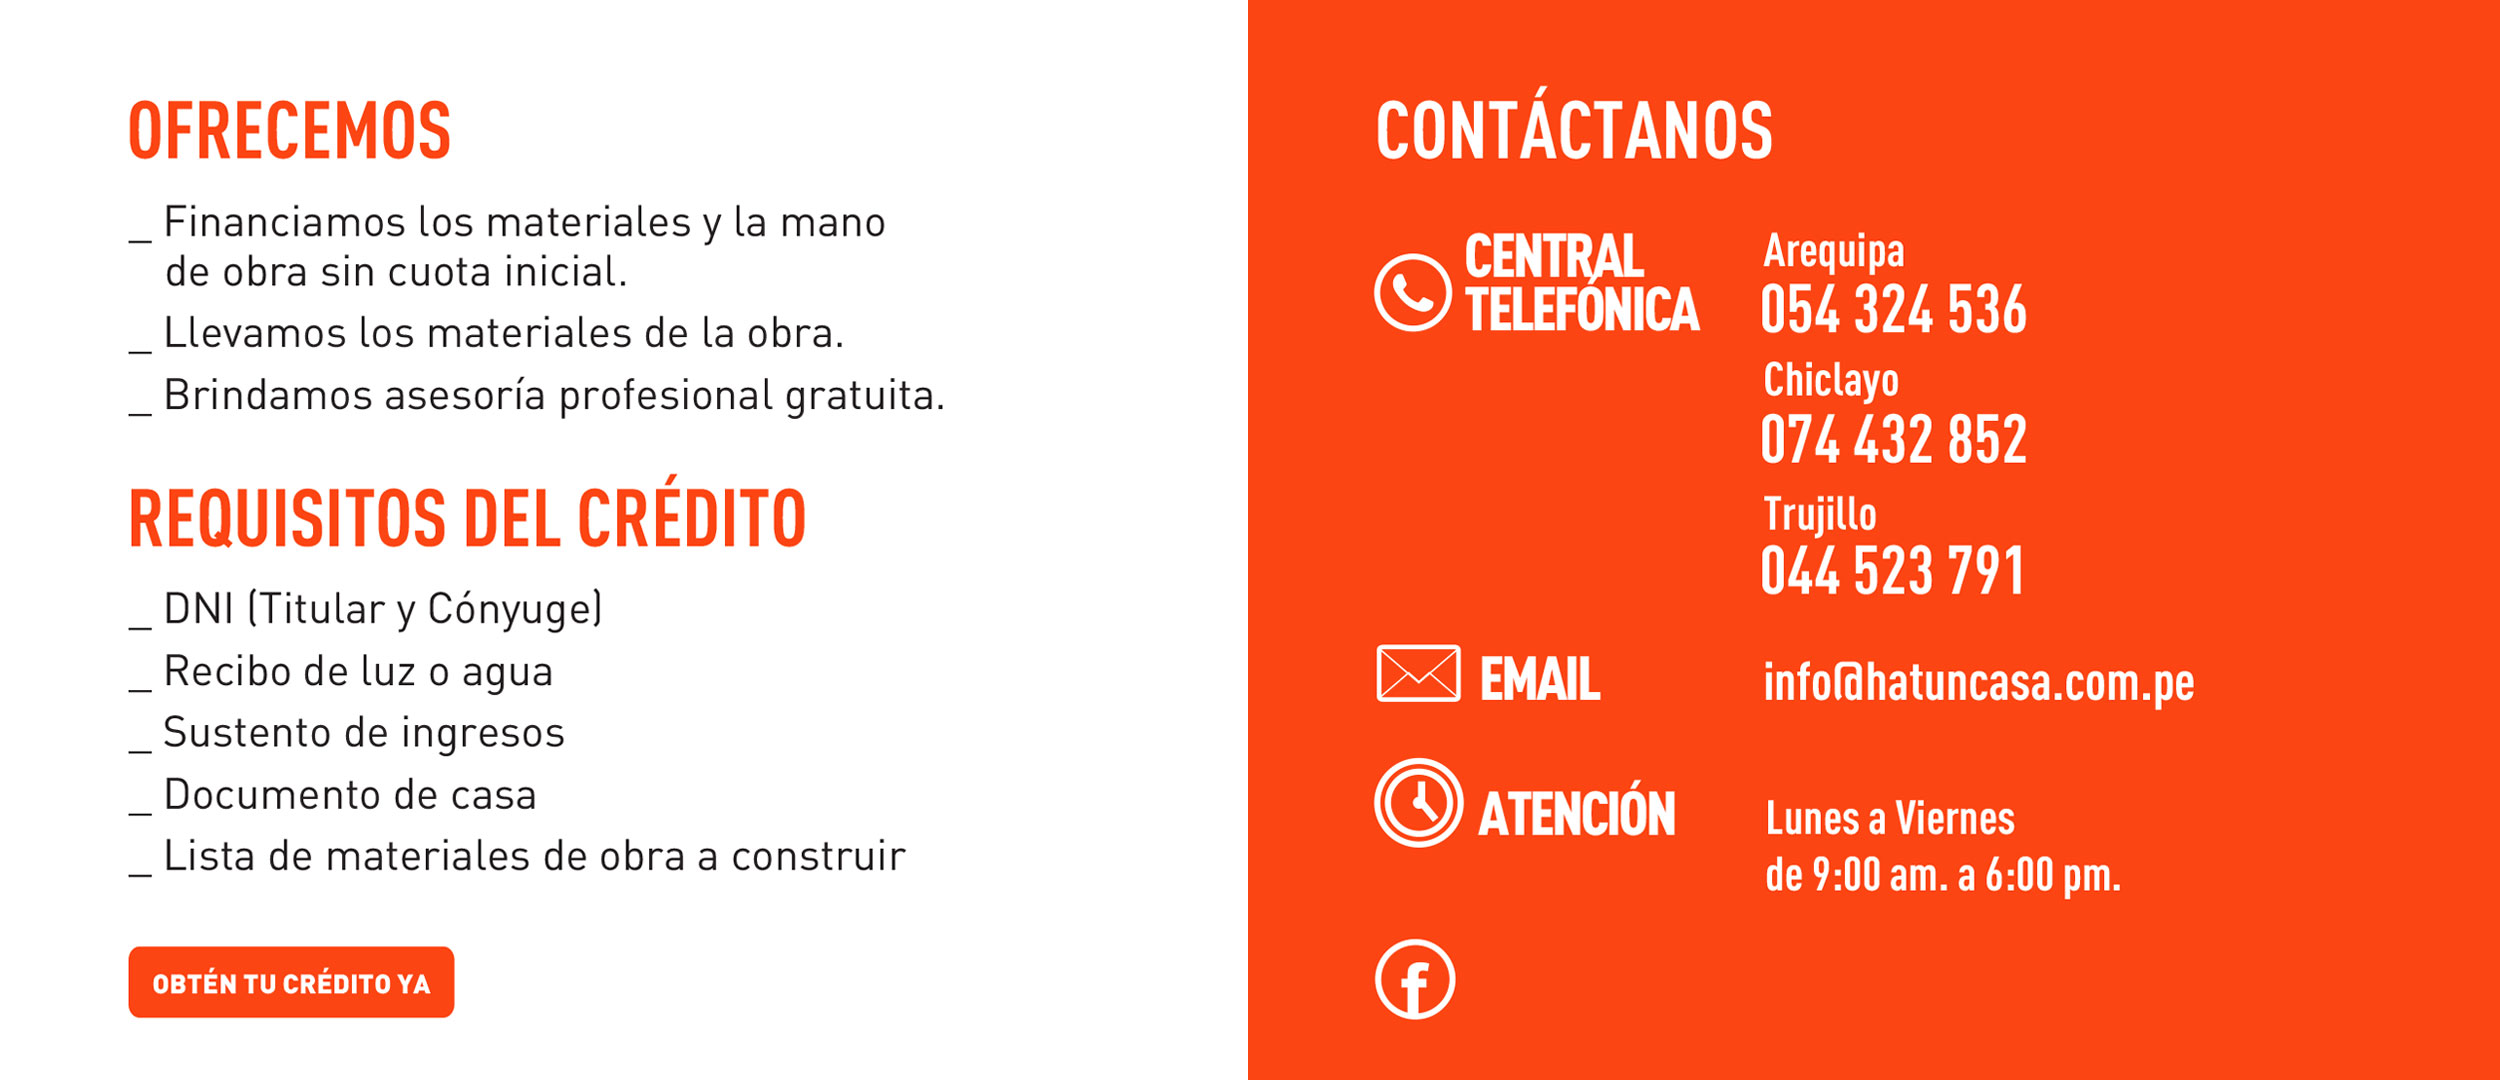 OFRECEMOS
_ Financiamos los materiales y la mano
de obra sin cuota inicial.
_ Llevamos los materiales de la obra.
_ Brindamos asesoría profesional gratuita.
REQUISITOS DEL CRÉDITO
_ DNI (Titular y Cónyuge)
_ Recibo de luz o agua
_ Sustento de ingresos
_ Documento de casa
_ Lista de materiales de obra a construir
OBTÉN TU CRÉDITO YA
CONTÁCTANOS
CENTRAL
TELEFÓNICA
Arequipa
054 324 536
Chiclayo
074 432 852
Trujillo
044 523 791
EMAIL
info@hatuncasa.com.pe
ATENCIÓN
Lunes a Viernes
de 9:00 am. a 6:00 pm.